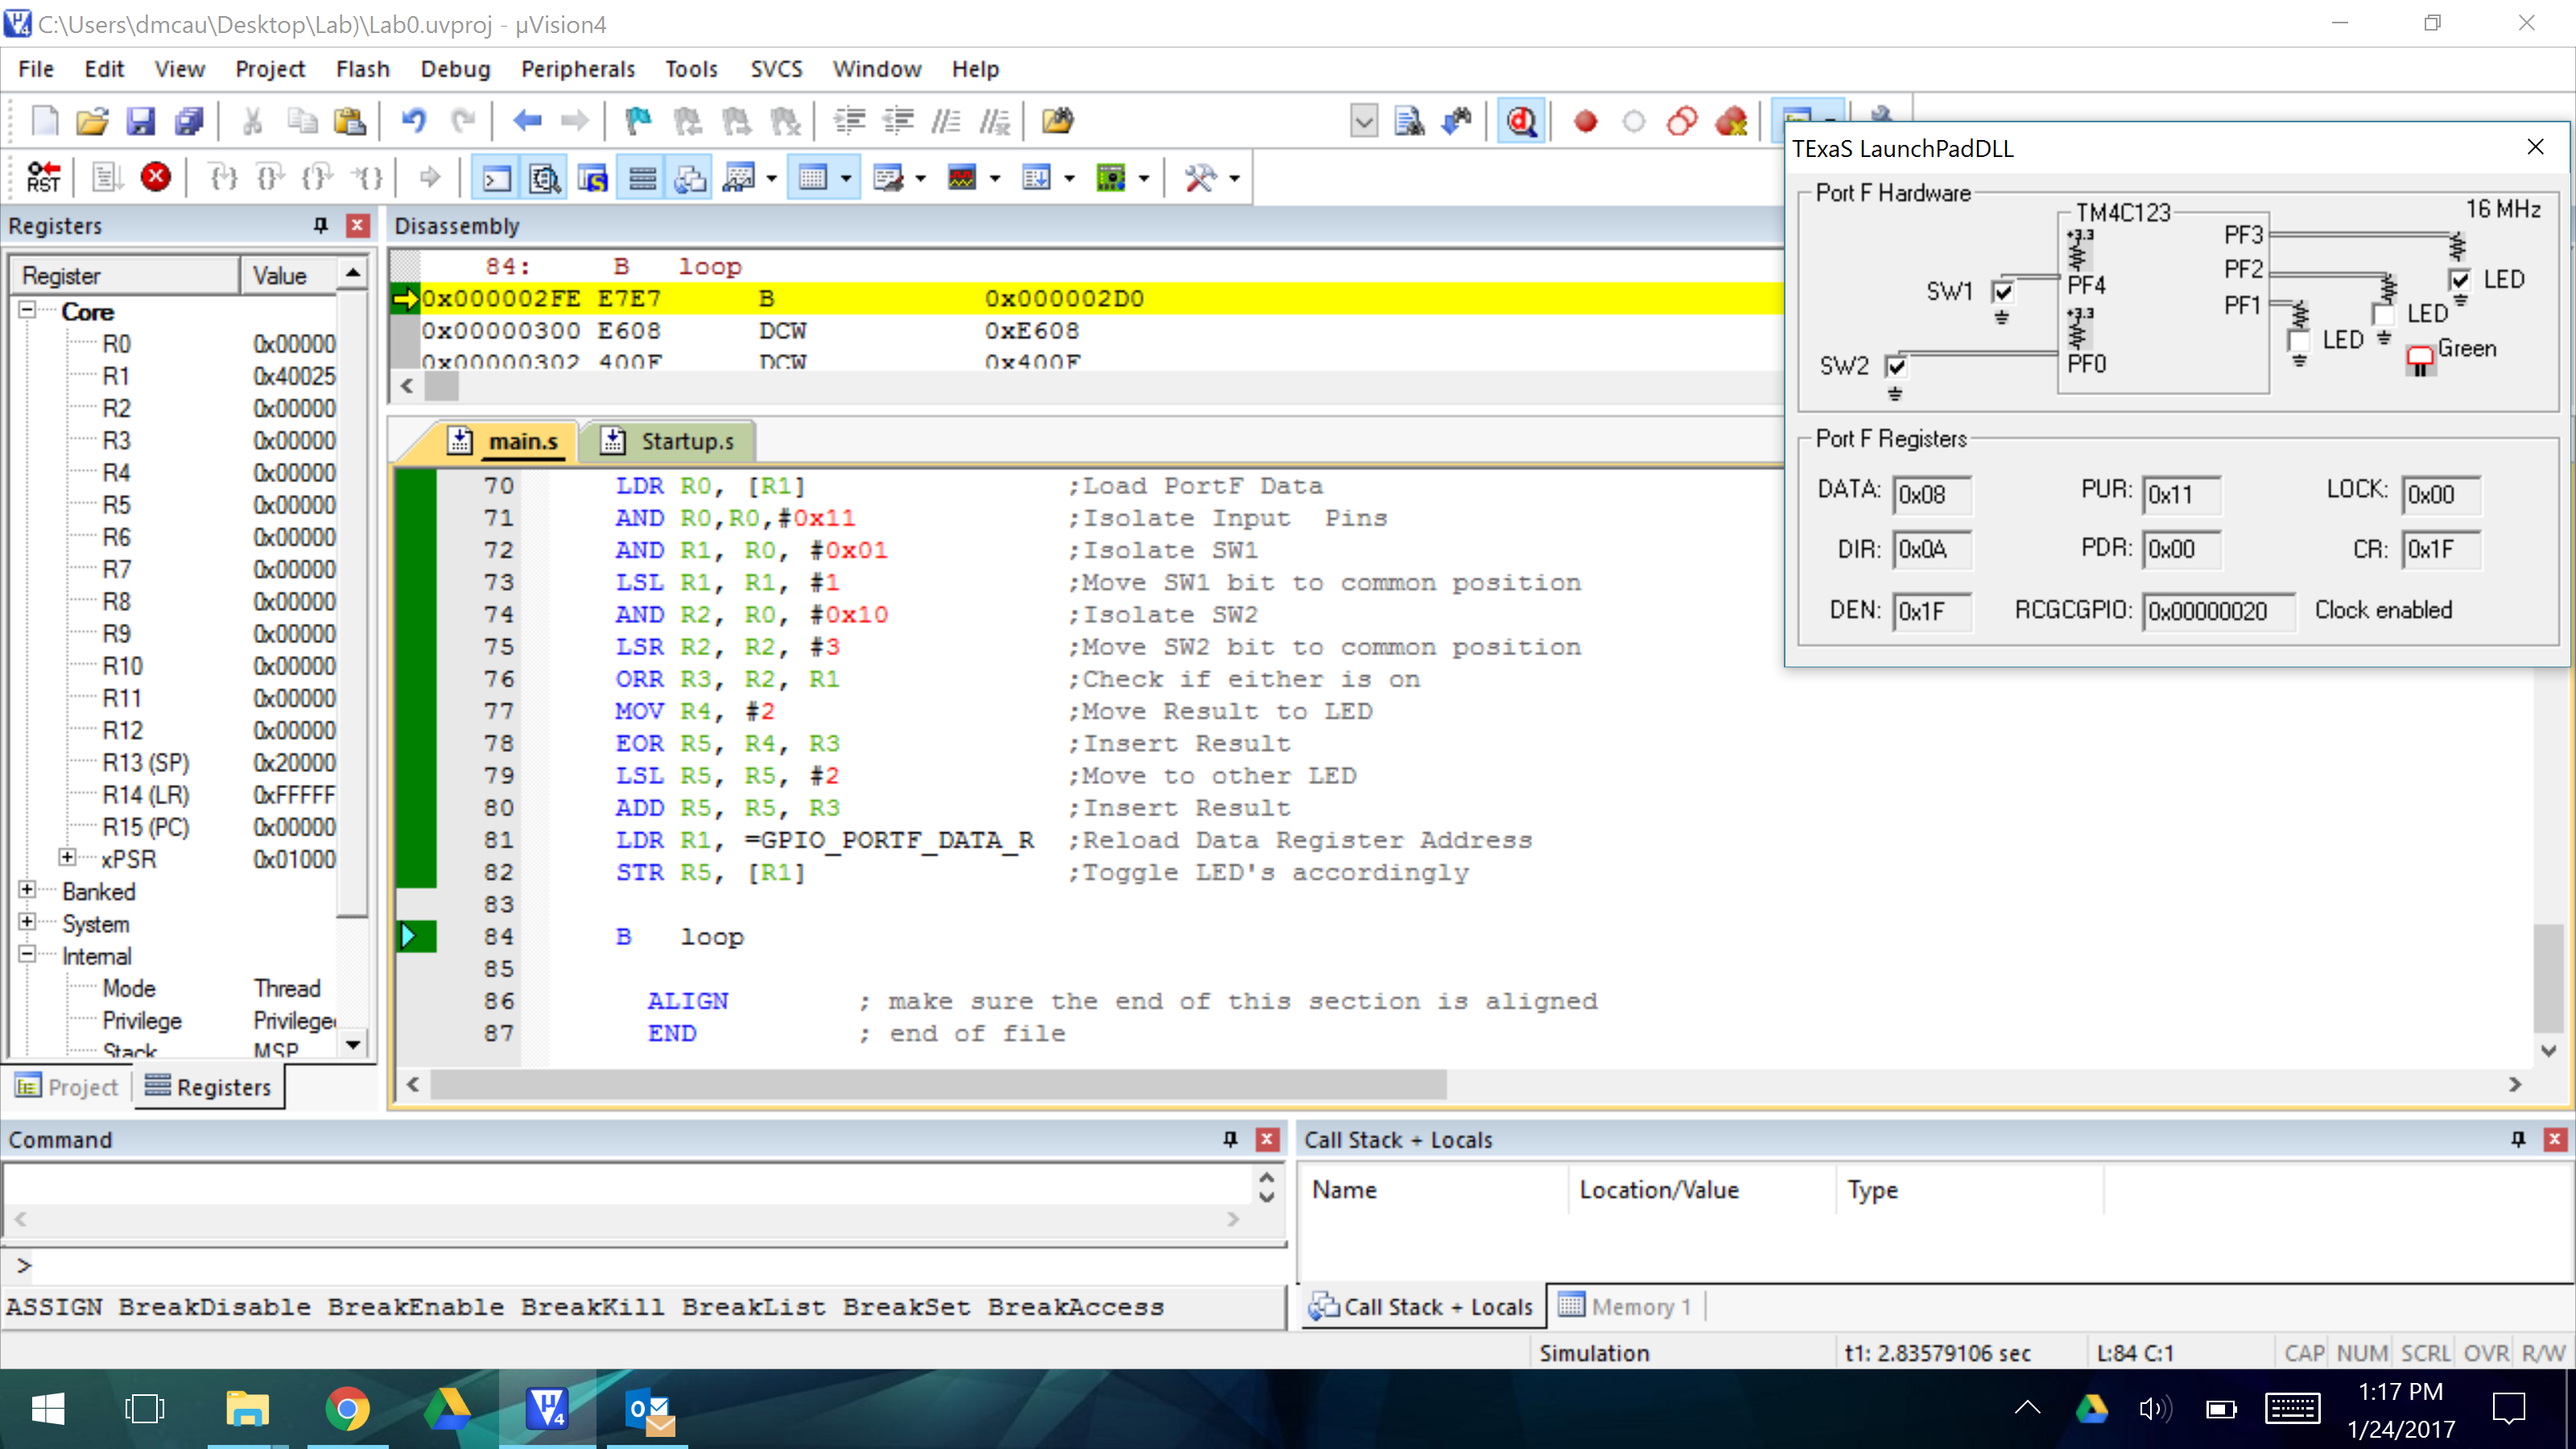 C:\Users\dmcau\Desktop\Lab)\Lab0.uvproj - µVision4
File Edit View Project Flash Debug Peripherals Tools SVCS Window Help
RST
Registers
Register Value
Core
R0 0x00000
R1 0x40025
R2 0x00000
R3 0x00000
R4 0x00000
R5 0x00000
R6 0x00000
R7 0x00000
R8 0x00000
R9 0x00000
R10 0x00000
R11 0x00000
R12 0x00000
R13 (SP) 0x20000
R14 (LR) 0xFFFFF
R15 (PC) 0x00000
xPSR 0x01000
Banked
System
Internal
Mode Thread
Privilege Privilege
Stack MSP
Project Registers
Disassembly
84: B loop
0x000002FE E7E7 B 0x000002D0
0x00000300 E608 DCW 0xE608
0x00000302 400F DCW 0x400F
main.s Startup.s
70 LDR R0, [R1] ;Load PortF Data
71 AND R0,R0,#0x11 ;Isolate Input Pins
72 AND R1, R0, #0x01 ;Isolate SW1
73 LSL R1, R1, #1 ;Move SW1 bit to common position
74 AND R2, R0, #0x10 ;Isolate SW2
75 LSR R2, R2, #3 ;Move SW2 bit to common position
76 ORR R3, R2, R1 ;Check if either is on
77 MOV R4, #2 ;Move Result to LED
78 EOR R5, R4, R3 ;Insert Result
79 LSL R5, R5, #2 ;Move to other LED
80 ADD R5, R5, R3 ;Insert Result
81 LDR R1, =GPIO_PORTF_DATA_R ;Reload Data Register Address
82 STR R5, [R1] ;Toggle LED's accordingly
83
84 B loop
85
86 ALIGN ; make sure the end of this section is aligned
87 END ; end of file
TExaS LaunchPadDLL
Port F Hardware
16 MHz
TM4C123
+3.3
PF3
PF2
PF1
PF4
+3.3
PF0
SW1
SW2
LED
LED
LED
Green
Port F Registers
DATA: 0x08 PUR: 0x11 LOCK: 0x00
DIR: 0x0A PDR: 0x00 CR: 0x1F
DEN: 0x1F RCGCGPIO: 0x00000020 Clock enabled
Command
>
ASSIGN BreakDisable BreakEnable BreakKill BreakList BreakSet BreakAccess
Call Stack + Locals
Name Location/Value Type
Call Stack + Locals Memory 1
Simulation t1: 2.83579106 sec L:84 C:1 CAP NUM SCRL OVR R/W
1:17 PM
1/24/2017